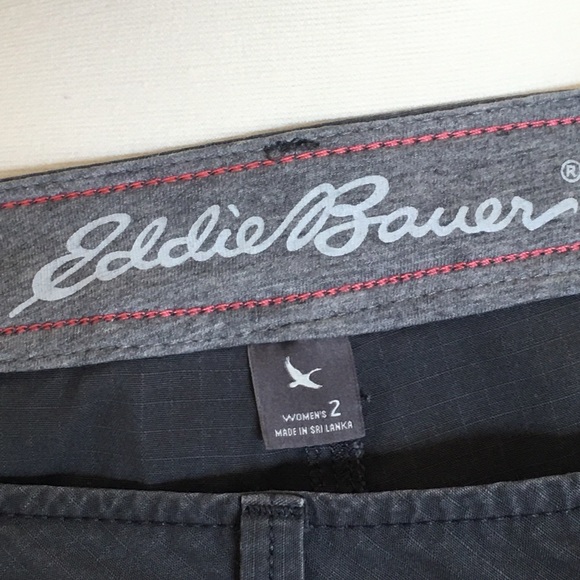 Eddie Bauer®
WOMEN'S 2
MADE IN SRI LANKA